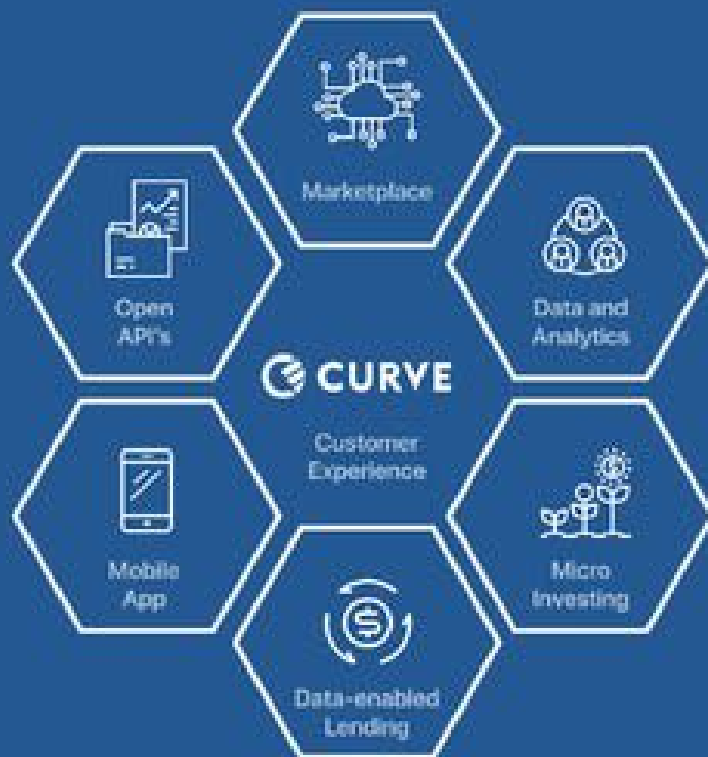 Marketplace
Open
API's
Data and
Analytics
CURVE
Customer
Experience
Mobile
App
Micro
Investing
Data-enabled
Lending